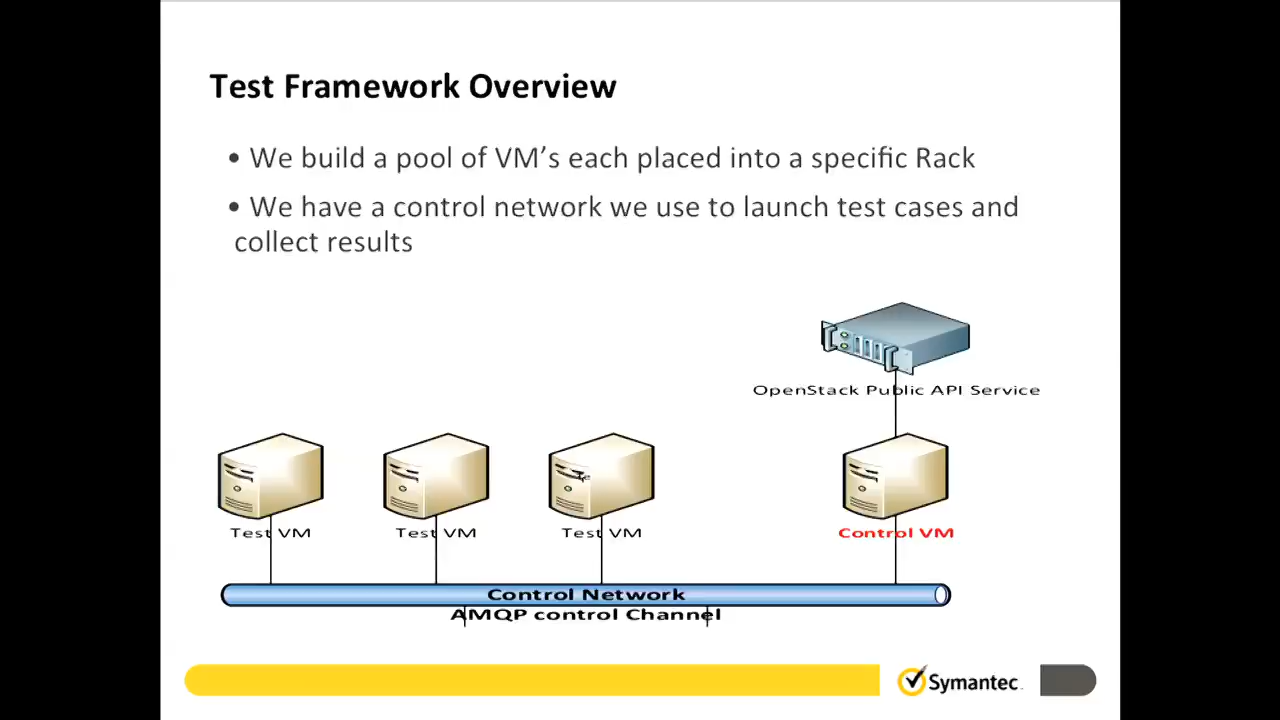 Test Framework Overview
• We build a pool of VM's each placed into a specific Rack
• We have a control network we use to launch test cases and
collect results
OpenStack Public API Service
Test VM
Test VM
Test VM
Control VM
Control Network
AMQP control Channel
Symantec.